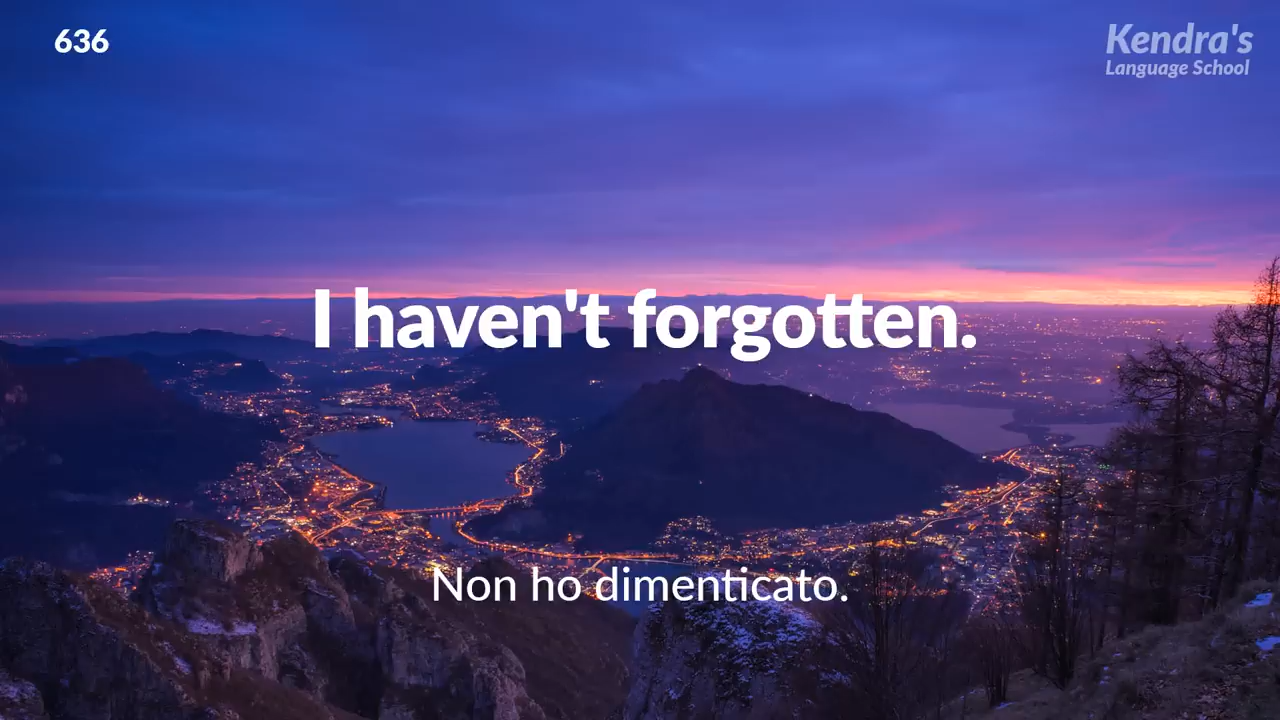 636
Kendra's
Language School
I haven't forgotten.
Non ho dimenticato.